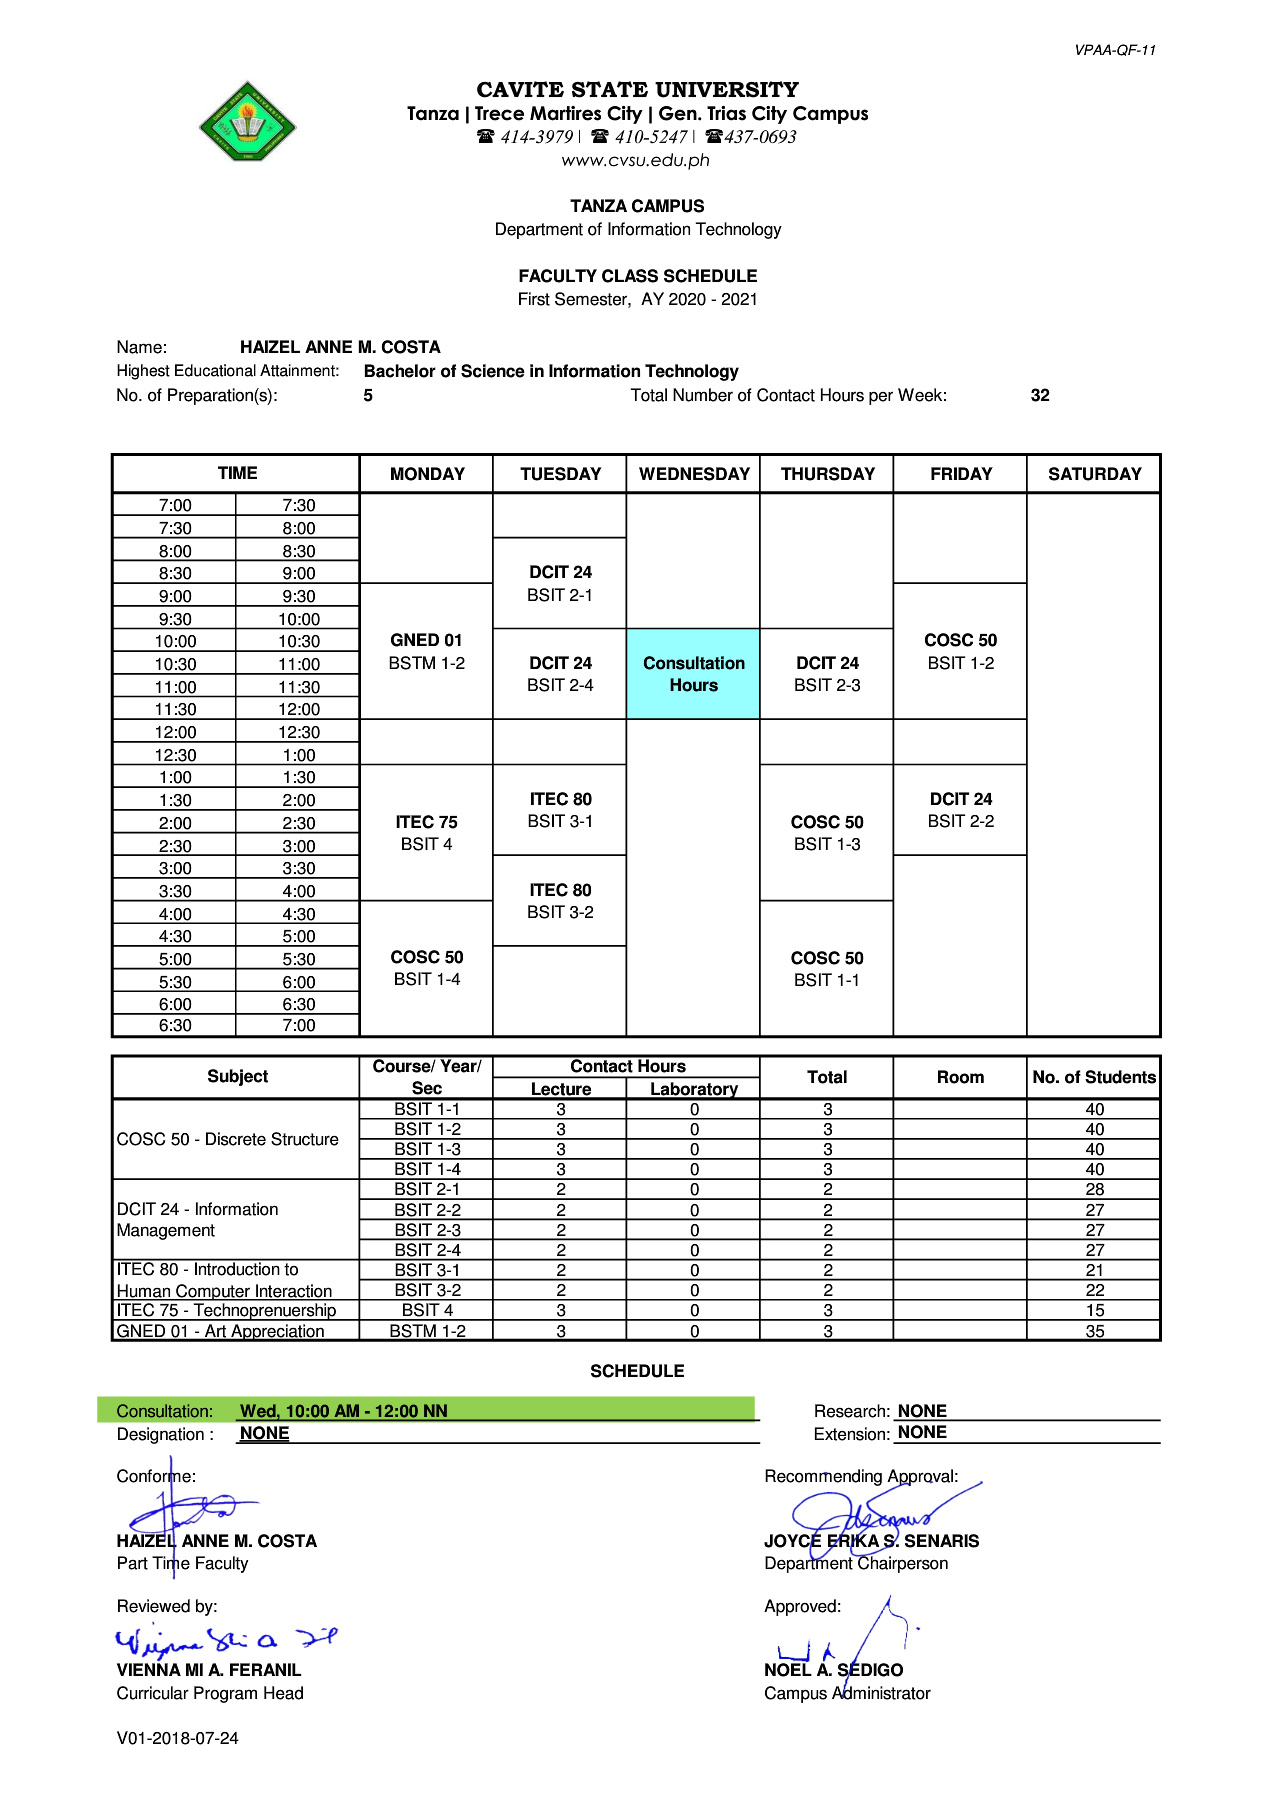 VPAA-QF-11
CAVITE STATE UNIVERSITY
Tanza | Trece Martires City | Gen. Trias City Campus
☎ 414-3979 | ☎ 410-5247 | ☎437-0693
www.cvsu.edu.ph
TANZA CAMPUS
Department of Information Technology
FACULTY CLASS SCHEDULE
First Semester, AY 2020 - 2021
Name: HAIZEL ANNE M. COSTA
Highest Educational Attainment: Bachelor of Science in Information Technology
No. of Preparation(s): 5 Total Number of Contact Hours per Week: 32
TIME MONDAY TUESDAY WEDNESDAY THURSDAY FRIDAY SATURDAY
7:00 7:30
7:30 8:00
8:00 8:30
8:30 9:00 DCIT 24
9:00 9:30 BSIT 2-1
9:30 10:00
10:00 10:30 GNED 01 COSC 50
10:30 11:00 BSTM 1-2 DCIT 24 Consultation DCIT 24 BSIT 1-2
11:00 11:30 BSIT 2-4 Hours BSIT 2-3
11:30 12:00
12:00 12:30
12:30 1:00
1:00 1:30
1:30 2:00 ITEC 80 DCIT 24
2:00 2:30 ITEC 75 BSIT 3-1 COSC 50 BSIT 2-2
2:30 3:00 BSIT 4 BSIT 1-3
3:00 3:30
3:30 4:00 ITEC 80
4:00 4:30 BSIT 3-2
4:30 5:00
5:00 5:30 COSC 50 COSC 50
5:30 6:00 BSIT 1-4 BSIT 1-1
6:00 6:30
6:30 7:00
Subject Course/ Year/ Sec Contact Hours Total Room No. of Students
Lecture Laboratory
COSC 50 - Discrete Structure
BSIT 1-1 3 0 3 40
BSIT 1-2 3 0 3 40
BSIT 1-3 3 0 3 40
BSIT 1-4 3 0 3 40
DCIT 24 - Information Management
BSIT 2-1 2 0 2 28
BSIT 2-2 2 0 2 27
BSIT 2-3 2 0 2 27
BSIT 2-4 2 0 2 27
ITEC 80 - Introduction to Human Computer Interaction
BSIT 3-1 2 0 2 21
BSIT 3-2 2 0 2 22
ITEC 75 - Technoprenuership BSIT 4 3 0 3 15
GNED 01 - Art Appreciation BSTM 1-2 3 0 3 35
SCHEDULE
Consultation: Wed, 10:00 AM - 12:00 NN Research: NONE
Designation : NONE Extension: NONE
Conforme: Recommending Approval:
HAIZEL ANNE M. COSTA JOYCE ERIKA S. SENARIS
Part Time Faculty Department Chairperson
Reviewed by: Approved:
VIENNA MI A. FERANIL NOEL A. SEDIGO
Curricular Program Head Campus Administrator
V01-2018-07-24